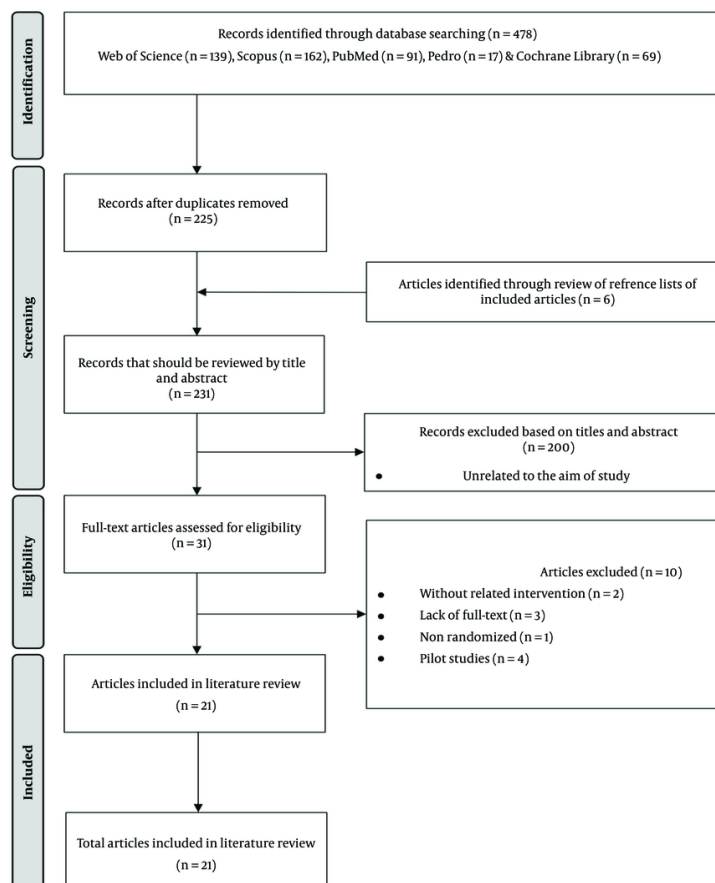 Identification
Records identified through database searching (n = 478)
Web of Science (n = 139), Scopus (n = 162), PubMed (n = 91), Pedro (n = 17) & Cochrane Library (n = 69)
Screening
Records after duplicates removed
(n = 225)
Articles identified through review of refrence lists of
included articles (n = 6)
Records that should be reviewed by title
and abstract
(n = 231)
Records excluded based on titles and abstract
(n = 200)
• Unrelated to the aim of study
Eligibility
Full-text articles assessed for eligibility
(n = 31)
Articles excluded (n = 10)
• Without related intervention (n = 2)
• Lack of full-text (n = 3)
• Non randomized (n = 1)
• Pilot studies (n = 4)
Included
Articles included in literature review
(n = 21)
Total articles included in literature review
(n = 21)